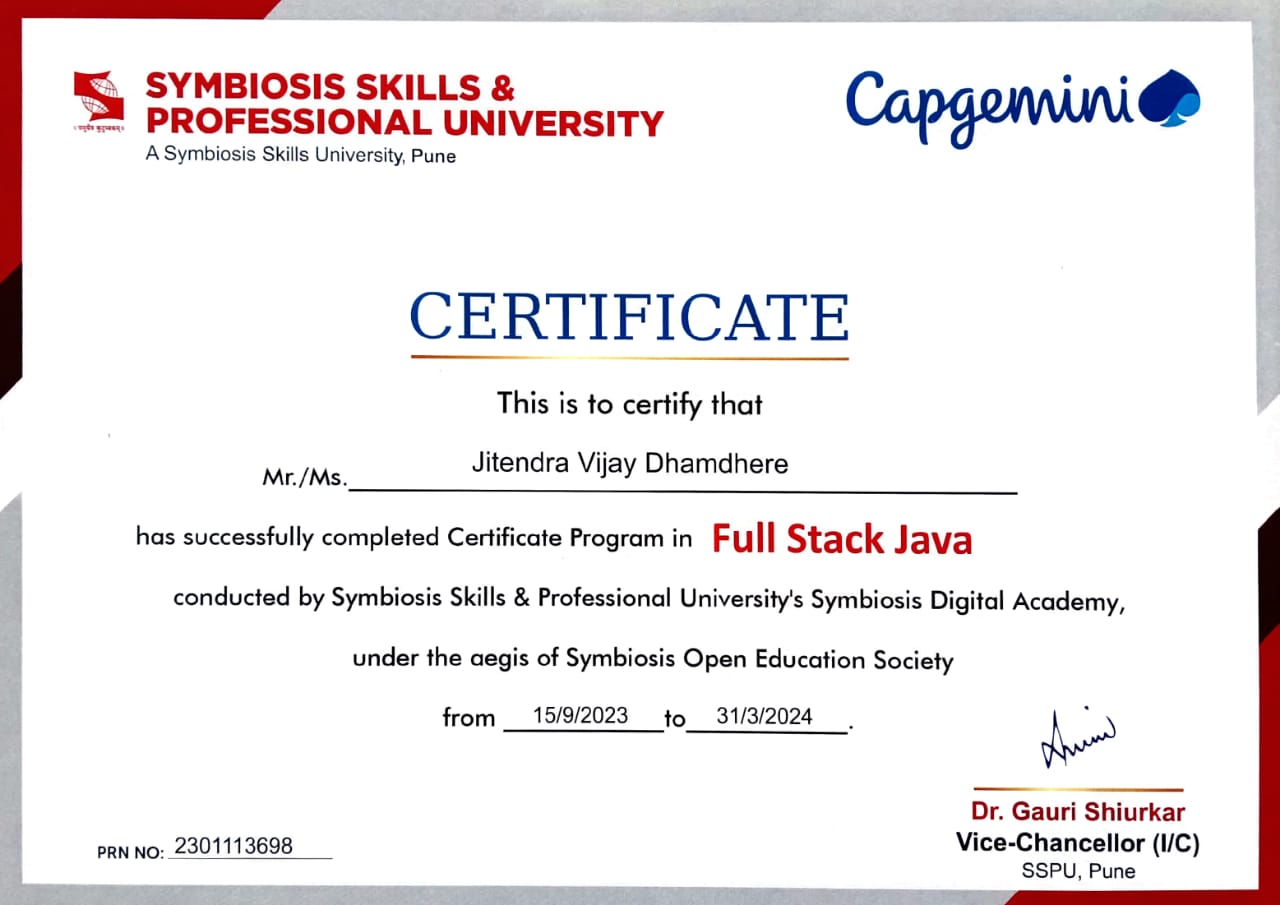 SYMBIOSIS SKILLS &
PROFESSIONAL UNIVERSITY
A Symbiosis Skills University, Pune
Capgemini
CERTIFICATE
This is to certify that
Mr./Ms. Jitendra Vijay Dhamdhere
has successfully completed Certificate Program in Full Stack Java
conducted by Symbiosis Skills & Professional University's Symbiosis Digital Academy,
under the aegis of Symbiosis Open Education Society
from 15/9/2023 to 31/3/2024.
Dr. Gauri Shiurkar
Vice-Chancellor (I/C)
SSPU, Pune
PRN NO: 2301113698